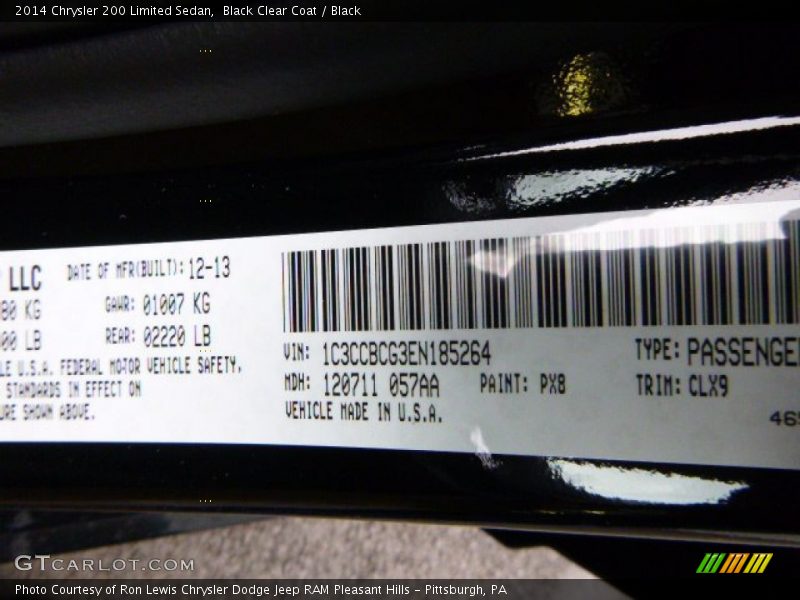 2014 Chrysler 200 Limited Sedan, Black Clear Coat / Black
LLC DATE OF MFR(BUILT): 12-13
80 KG GAWR: 01007 KG
00 LB REAR: 02220 LB
LE U.S.A. FEDERAL MOTOR VEHICLE SAFETY,
STANDARDS IN EFFECT ON
URE SHOWN ABOVE.
VIN: 1C3CCBCG3EN185264 TYPE: PASSENGE
MDH: 120711 057AA PAINT: PX8 TRIM: CLX9
VEHICLE MADE IN U.S.A.
469
GTCARLOT.COM
Photo Courtesy of Ron Lewis Chrysler Dodge Jeep RAM Pleasant Hills - Pittsburgh, PA